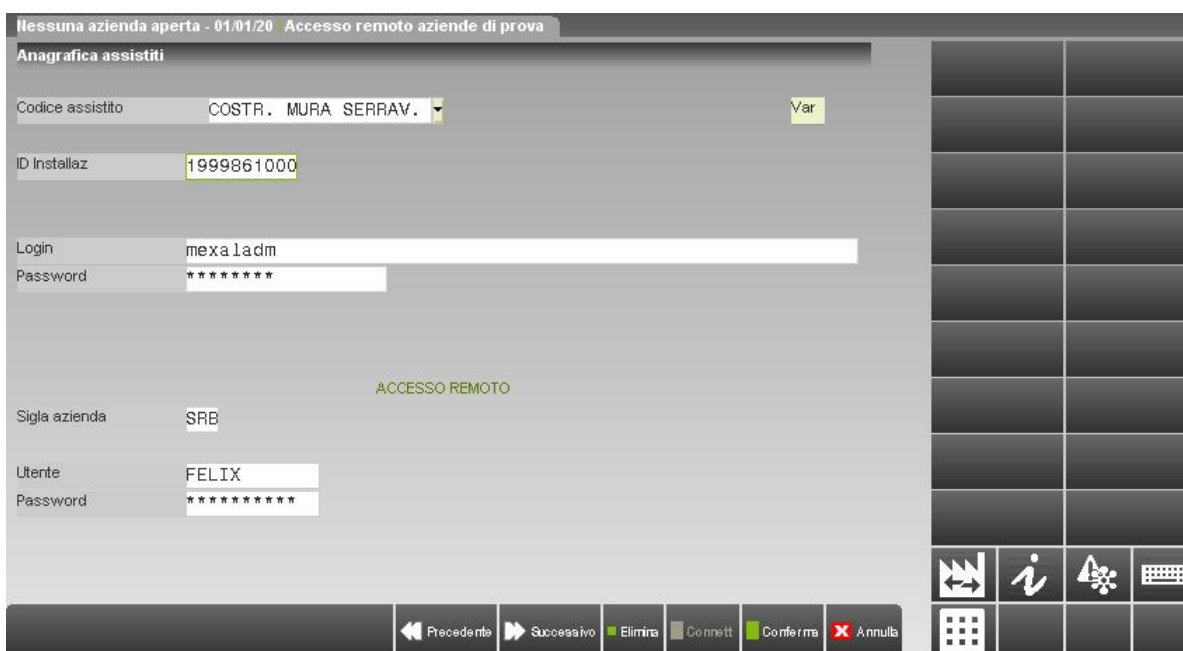 Nessuna azienda aperta - 01/01/20 Accesso remoto aziende di prova
Anagrafica assistiti
Codice assistito COSTR. MURA SERRAV. Var
ID Installaz 1999861000
Login mexaladm
Password ********
ACCESSO REMOTO
Sigla azienda SRB
Utente FELIX
Password **********
Precedente Successivo Elimina Connett Conferma Annulla